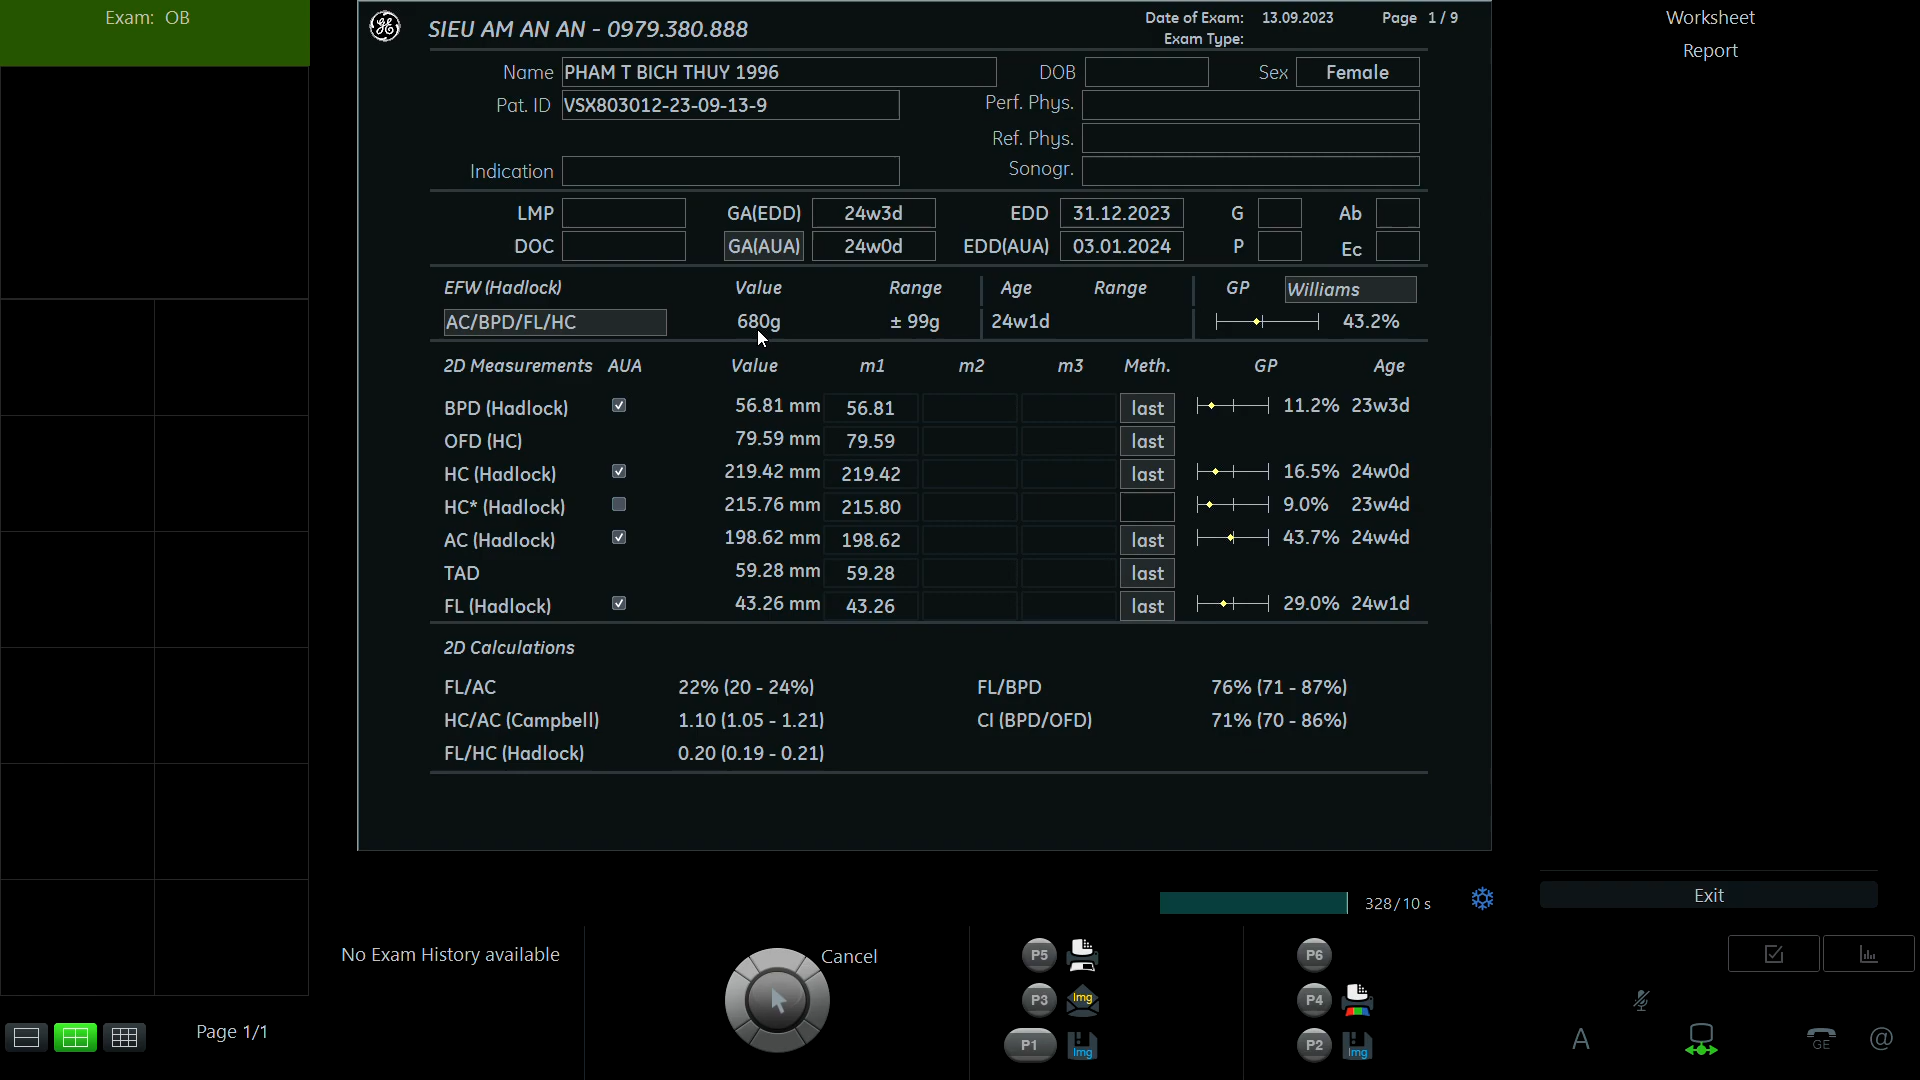 Exam: OB
SIEU AM AN AN - 0979.380.888
Date of Exam: 13.09.2023 Page 1 / 9
Exam Type:
Name PHAM T BICH THUY 1996 DOB Sex Female
Pat. ID VSX803012-23-09-13-9 Perf. Phys.
Ref. Phys.
Indication Sonogr.
LMP GA(EDD) 24w3d EDD 31.12.2023 G Ab
DOC GA(AUA) 24w0d EDD(AUA) 03.01.2024 P Ec
EFW (Hadlock) Value Range Age Range GP Williams
AC/BPD/FL/HC 680g ± 99g 24w1d 43.2%
2D Measurements AUA Value m1 m2 m3 Meth. GP Age
BPD (Hadlock) 56.81 mm 56.81 last 11.2% 23w3d
OFD (HC) 79.59 mm 79.59 last
HC (Hadlock) 219.42 mm 219.42 last 16.5% 24w0d
HC* (Hadlock) 215.76 mm 215.80 9.0% 23w4d
AC (Hadlock) 198.62 mm 198.62 last 43.7% 24w4d
TAD 59.28 mm 59.28 last
FL (Hadlock) 43.26 mm 43.26 last 29.0% 24w1d
2D Calculations
FL/AC 22% (20 - 24%) FL/BPD 76% (71 - 87%)
HC/AC (Campbell) 1.10 (1.05 - 1.21) CI (BPD/OFD) 71% (70 - 86%)
FL/HC (Hadlock) 0.20 (0.19 - 0.21)
Worksheet
Report
328/10 s
Exit
No Exam History available
Cancel
P5
P3 Img
P1 Img
P6
P4
P2 Img
Page 1/1
A GE @